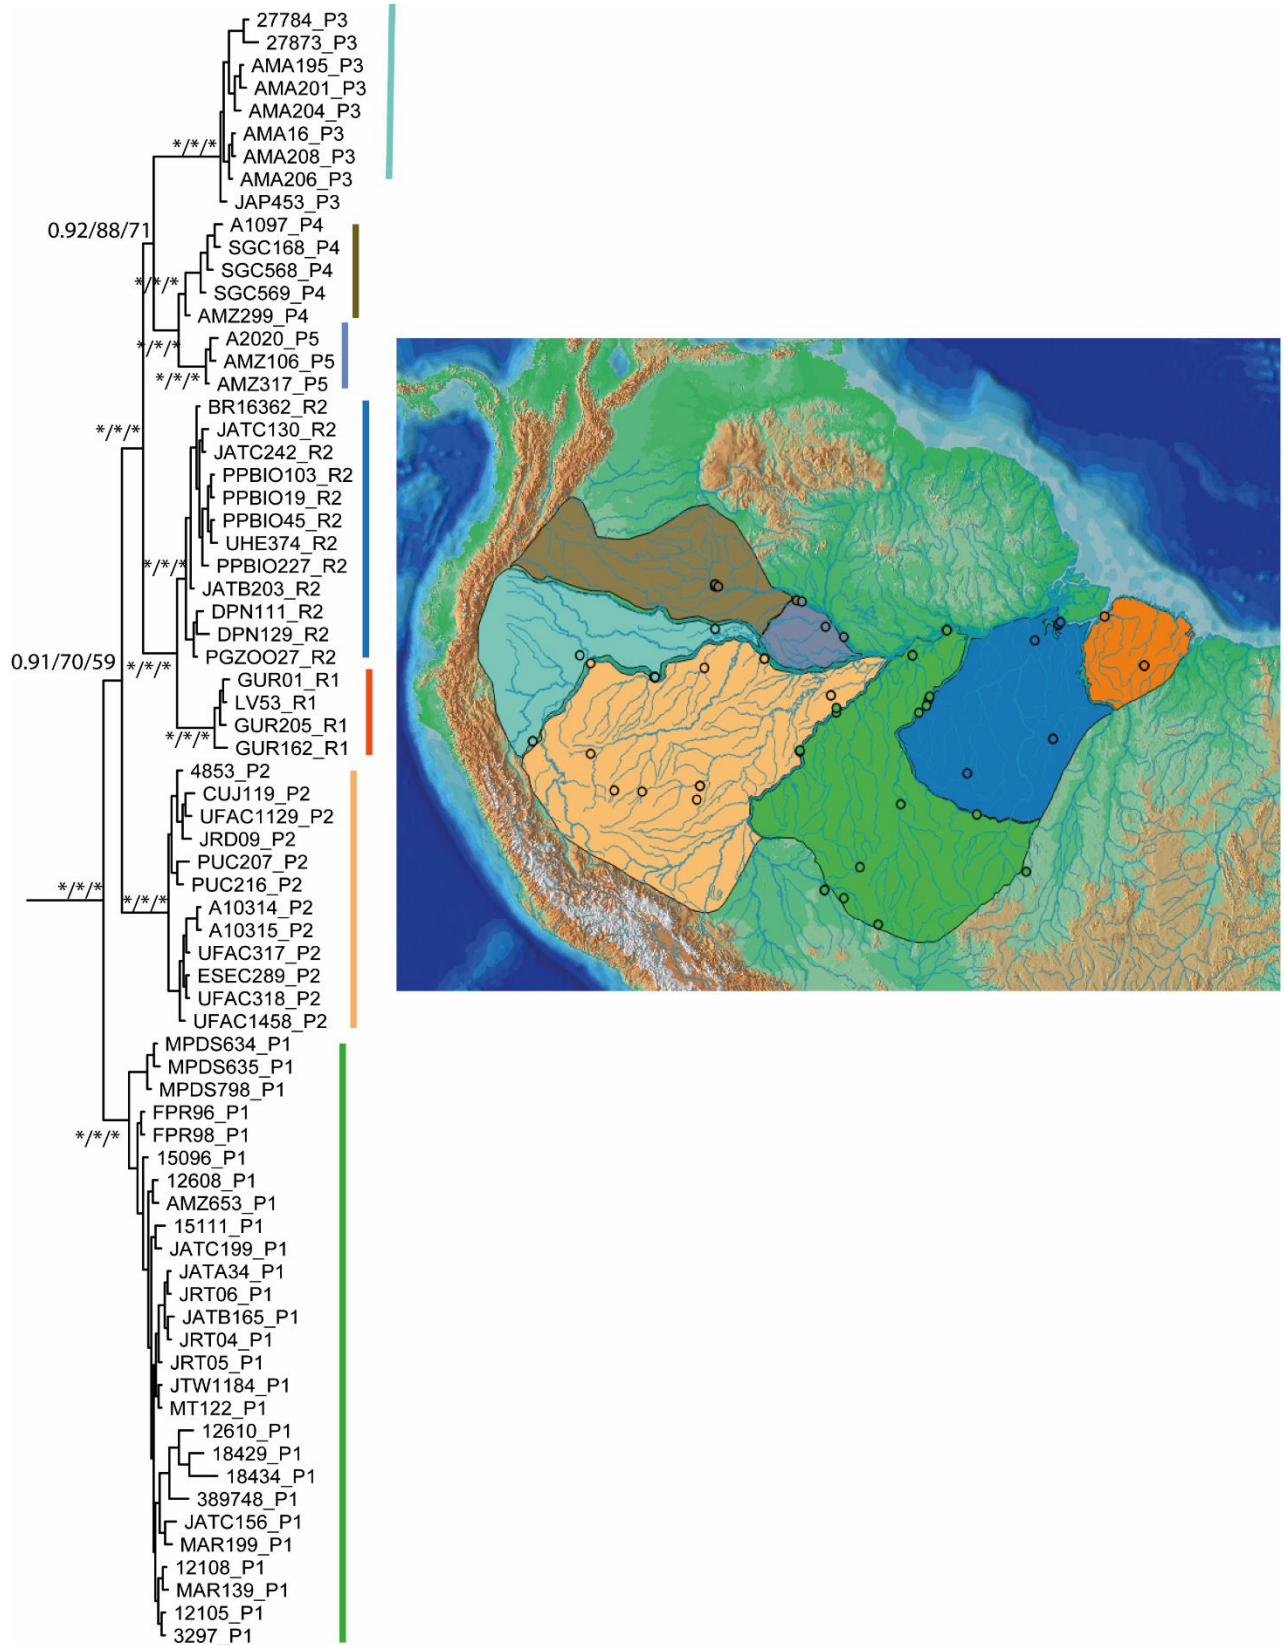 27784_P3
27873_P3
AMA195_P3
AMA201_P3
AMA204_P3
AMA16_P3
*/*/*
AMA208_P3
AMA206_P3
JAP453_P3
A1097_P4
0.92/88/71
SGC168_P4
SGC568_P4
*/*/*
SGC569_P4
AMZ299_P4
A2020_P5
*/*/*
AMZ106_P5
*/*/*
AMZ317_P5
BR16362_R2
*/*/*
JATC130_R2
JATC242_R2
PPBIO103_R2
PPBIO19_R2
PPBIO45_R2
UHE374_R2
*/*/*
PPBIO227_R2
JATB203_R2
DPN111_R2
DPN129_R2
PGZOO27_R2
0.91/70/59
*/*/*
GUR01_R1
LV53_R1
GUR205_R1
*/*/*
GUR162_R1
4853_P2
CUJ119_P2
UFAC1129_P2
JRD09_P2
PUC207_P2
*/*/*
PUC216_P2
*/*/*
A10314_P2
A10315_P2
UFAC317_P2
ESEC289_P2
UFAC318_P2
UFAC1458_P2
MPDS634_P1
MPDS635_P1
MPDS798_P1
FPR96_P1
*/*/*
FPR98_P1
15096_P1
12608_P1
AMZ653_P1
15111_P1
JATC199_P1
JATA34_P1
JRT06_P1
JATB165_P1
JRT04_P1
JRT05_P1
JTW1184_P1
MT122_P1
12610_P1
18429_P1
18434_P1
389748_P1
JATC156_P1
MAR199_P1
12108_P1
MAR139_P1
12105_P1
3297_P1